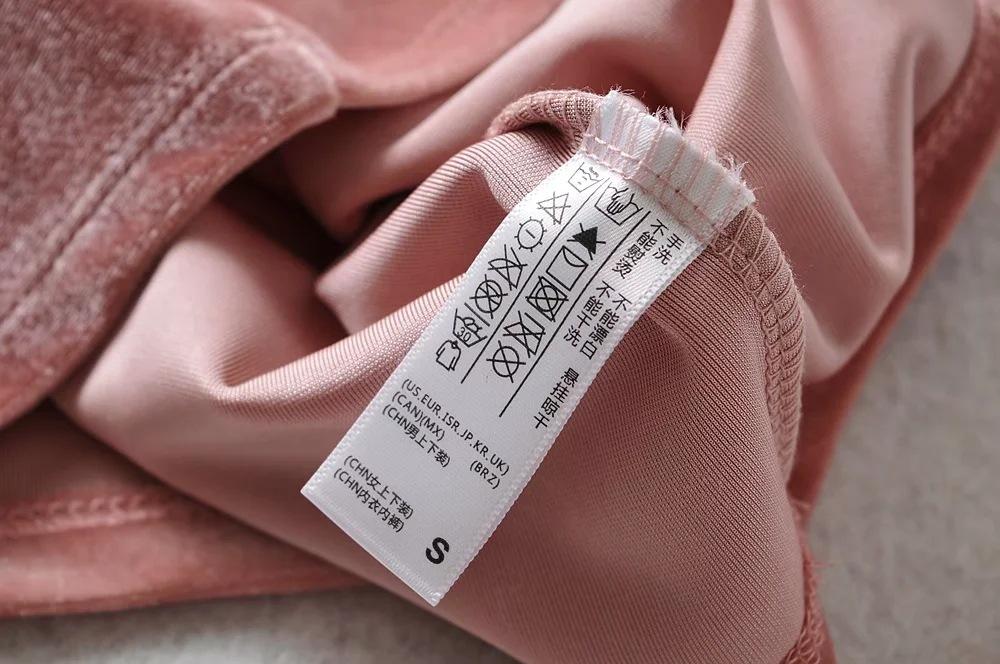 手洗 不能漂白 悬挂晾干
不能熨烫 不能干洗
(US,EUR.ISR.JP.KR.UK)
(CAN)(MX) (BRZ)
(CHN男上下装)
(CHN女上下装)
(CHN内衣内裤)
S